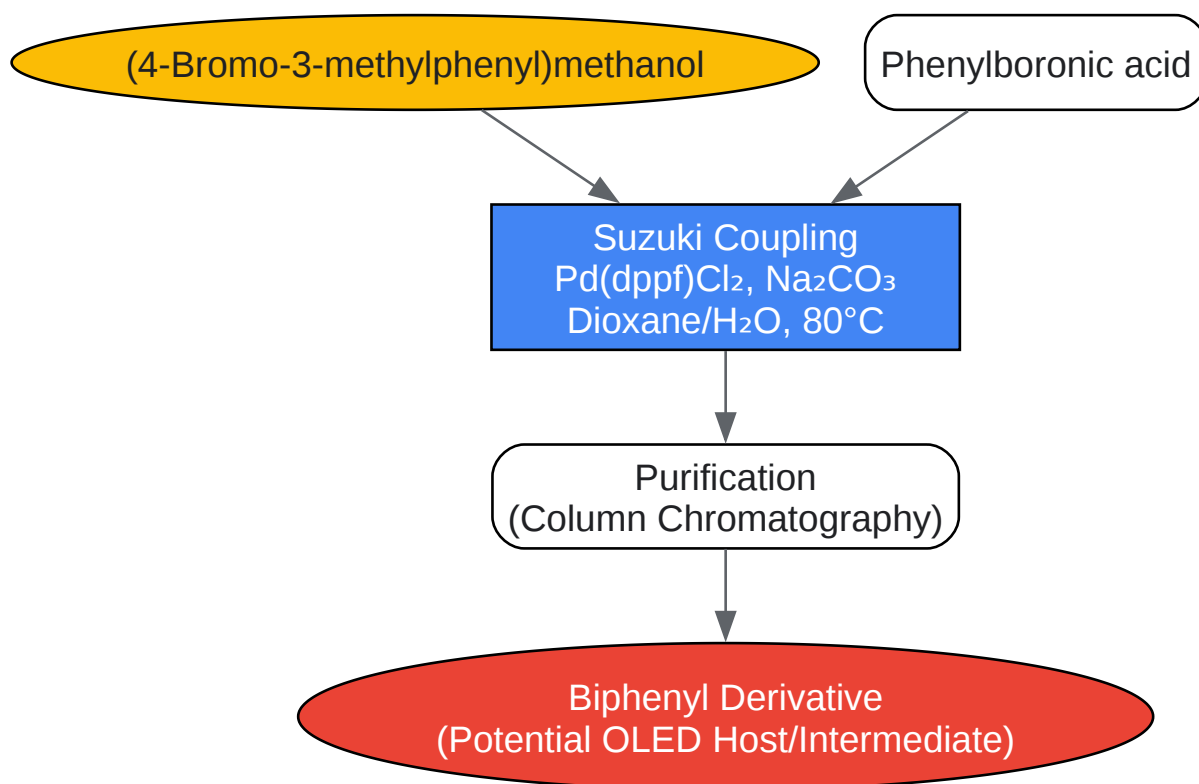 (4-Bromo-3-methylphenyl)methanol
Phenylboronic acid
Suzuki Coupling
Pd(dppf)Cl₂, Na₂CO₃
Dioxane/H₂O, 80°C
Purification
(Column Chromatography)
Biphenyl Derivative
(Potential OLED Host/Intermediate)